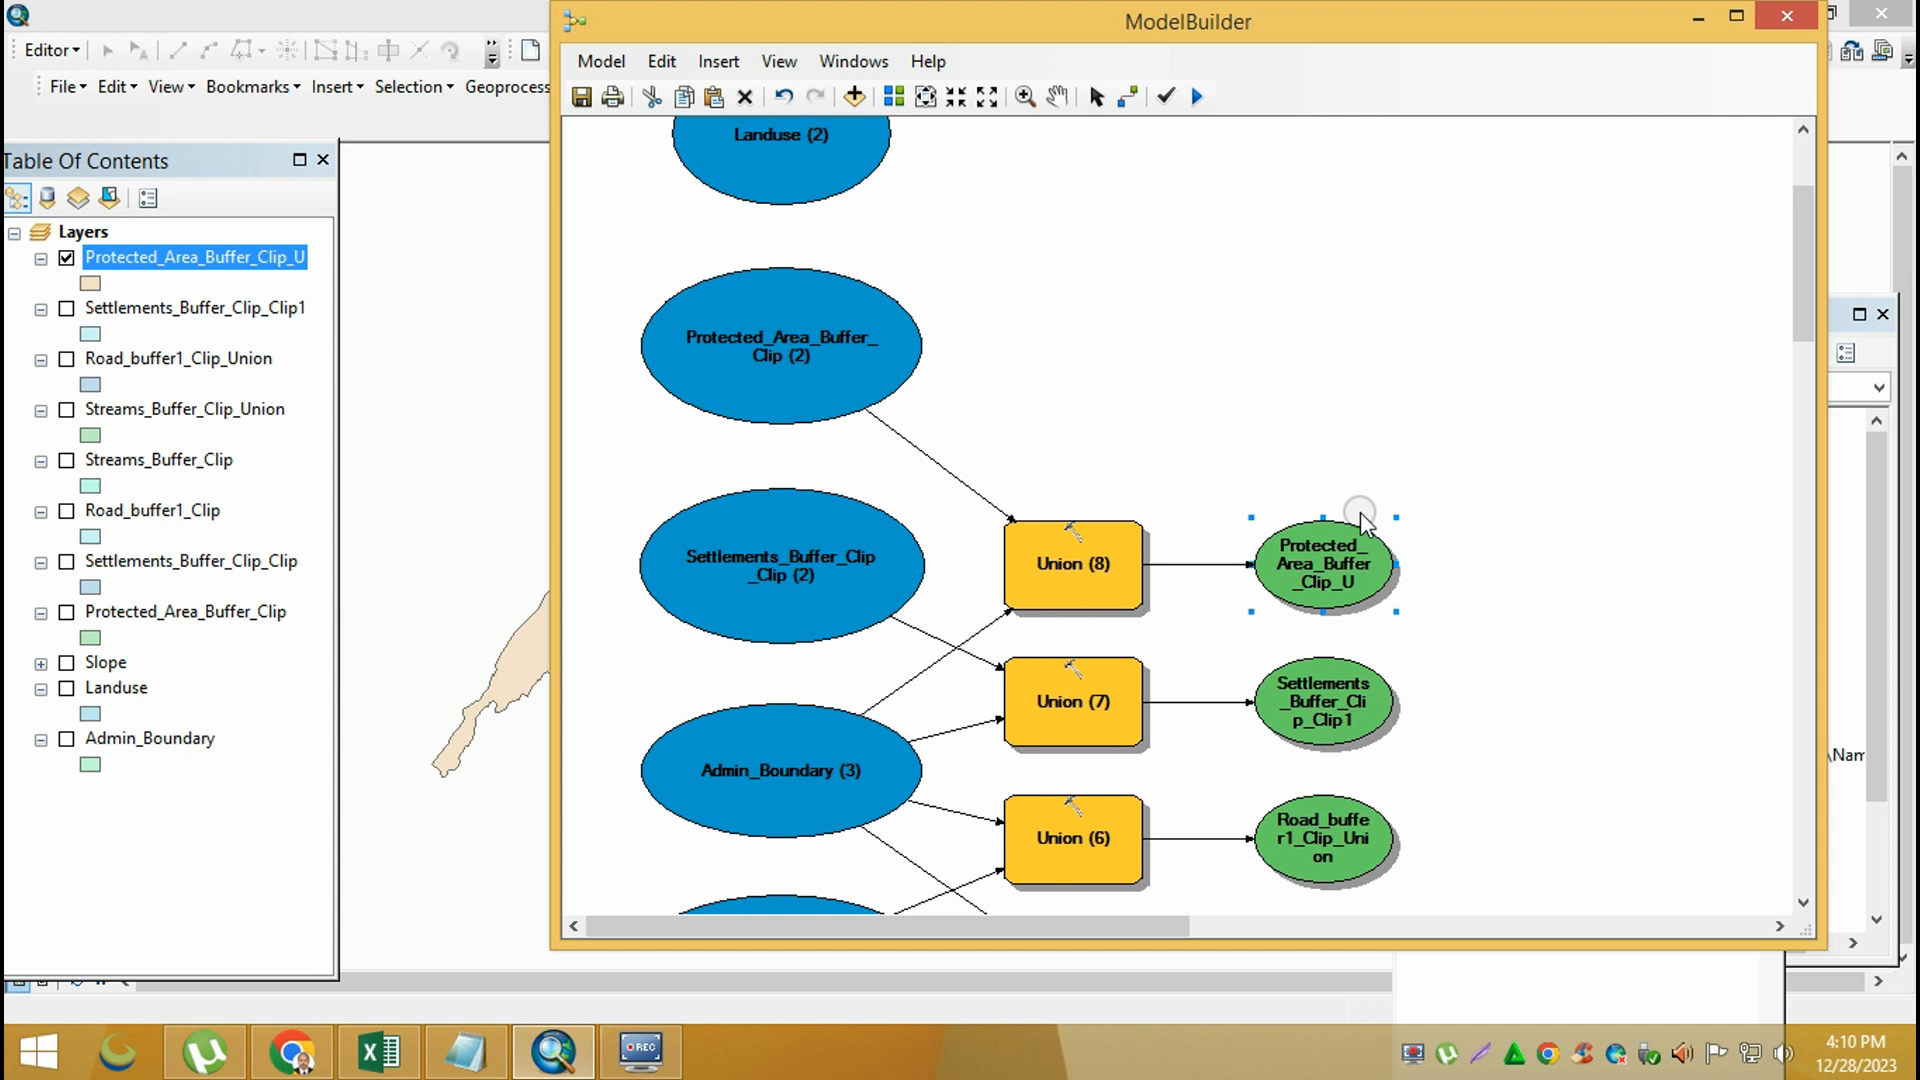 ModelBuilder
Editor
Model Edit Insert View Windows Help
File Edit View Bookmarks Insert Selection Geoprocess
Table Of Contents
Layers
Protected_Area_Buffer_Clip_U
Settlements_Buffer_Clip_Clip1
Road_buffer1_Clip_Union
Streams_Buffer_Clip_Union
Streams_Buffer_Clip
Road_buffer1_Clip
Settlements_Buffer_Clip_Clip
Protected_Area_Buffer_Clip
Slope
Landuse
Admin_Boundary
Landuse (2)
Protected_Area_Buffer_
Clip (2)
Settlements_Buffer_Clip
_Clip (2)
Admin_Boundary (3)
Union (8)
Union (7)
Union (6)
Protected_
Area_Buffer
_Clip_U
Settlements
_Buffer_Cli
p_Clip1
Road_buffe
r1_Clip_Uni
on
\Nam
REC
4:10 PM
12/28/2023